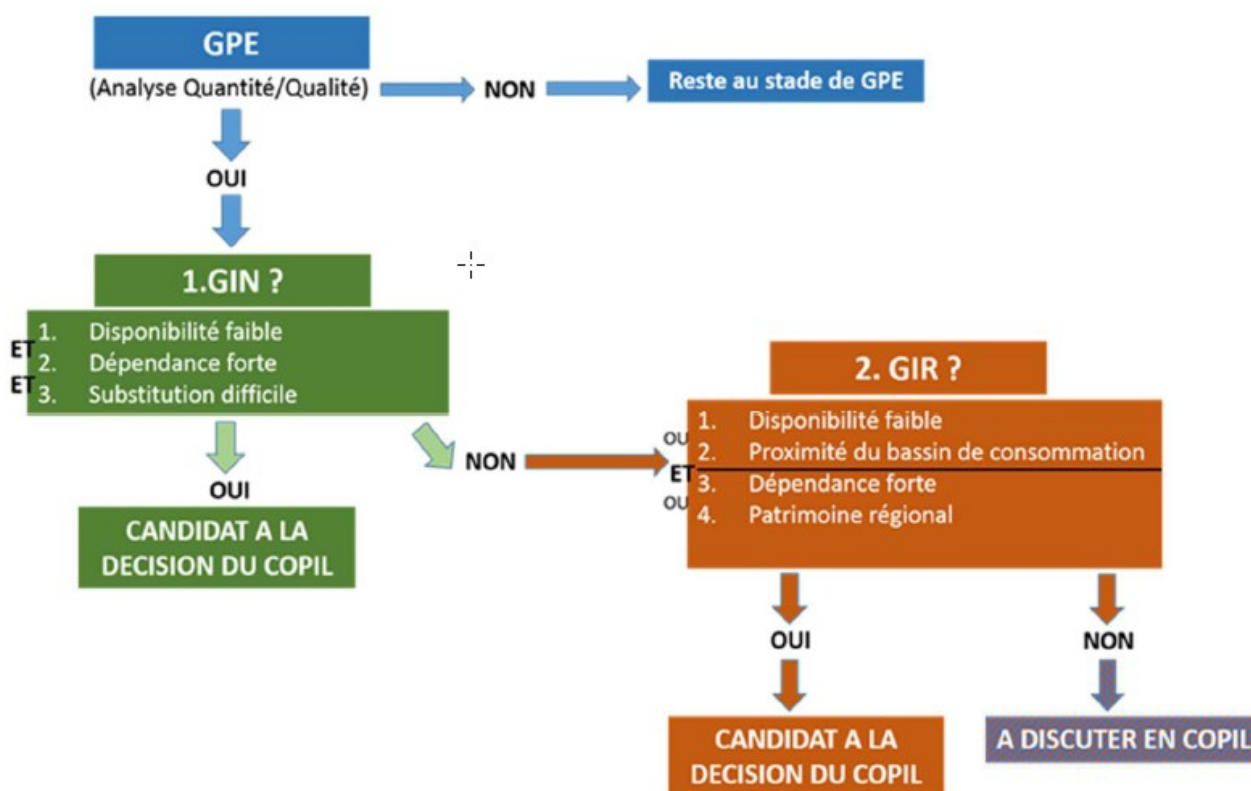 GPE
(Analyse Quantité/Qualité)
NON
Reste au stade de GPE
OUI
1.GIN ?
1. Disponibilité faible
ET
2. Dépendance forte
ET
3. Substitution difficile
OUI
CANDIDAT A LA
DECISION DU COPIL
NON
2. GIR ?
1. Disponibilité faible
OU
2. Proximité du bassin de consommation
ET
3. Dépendance forte
OU
4. Patrimoine régional
OUI
CANDIDAT A LA
DECISION DU COPIL
NON
A DISCUTER EN COPIL